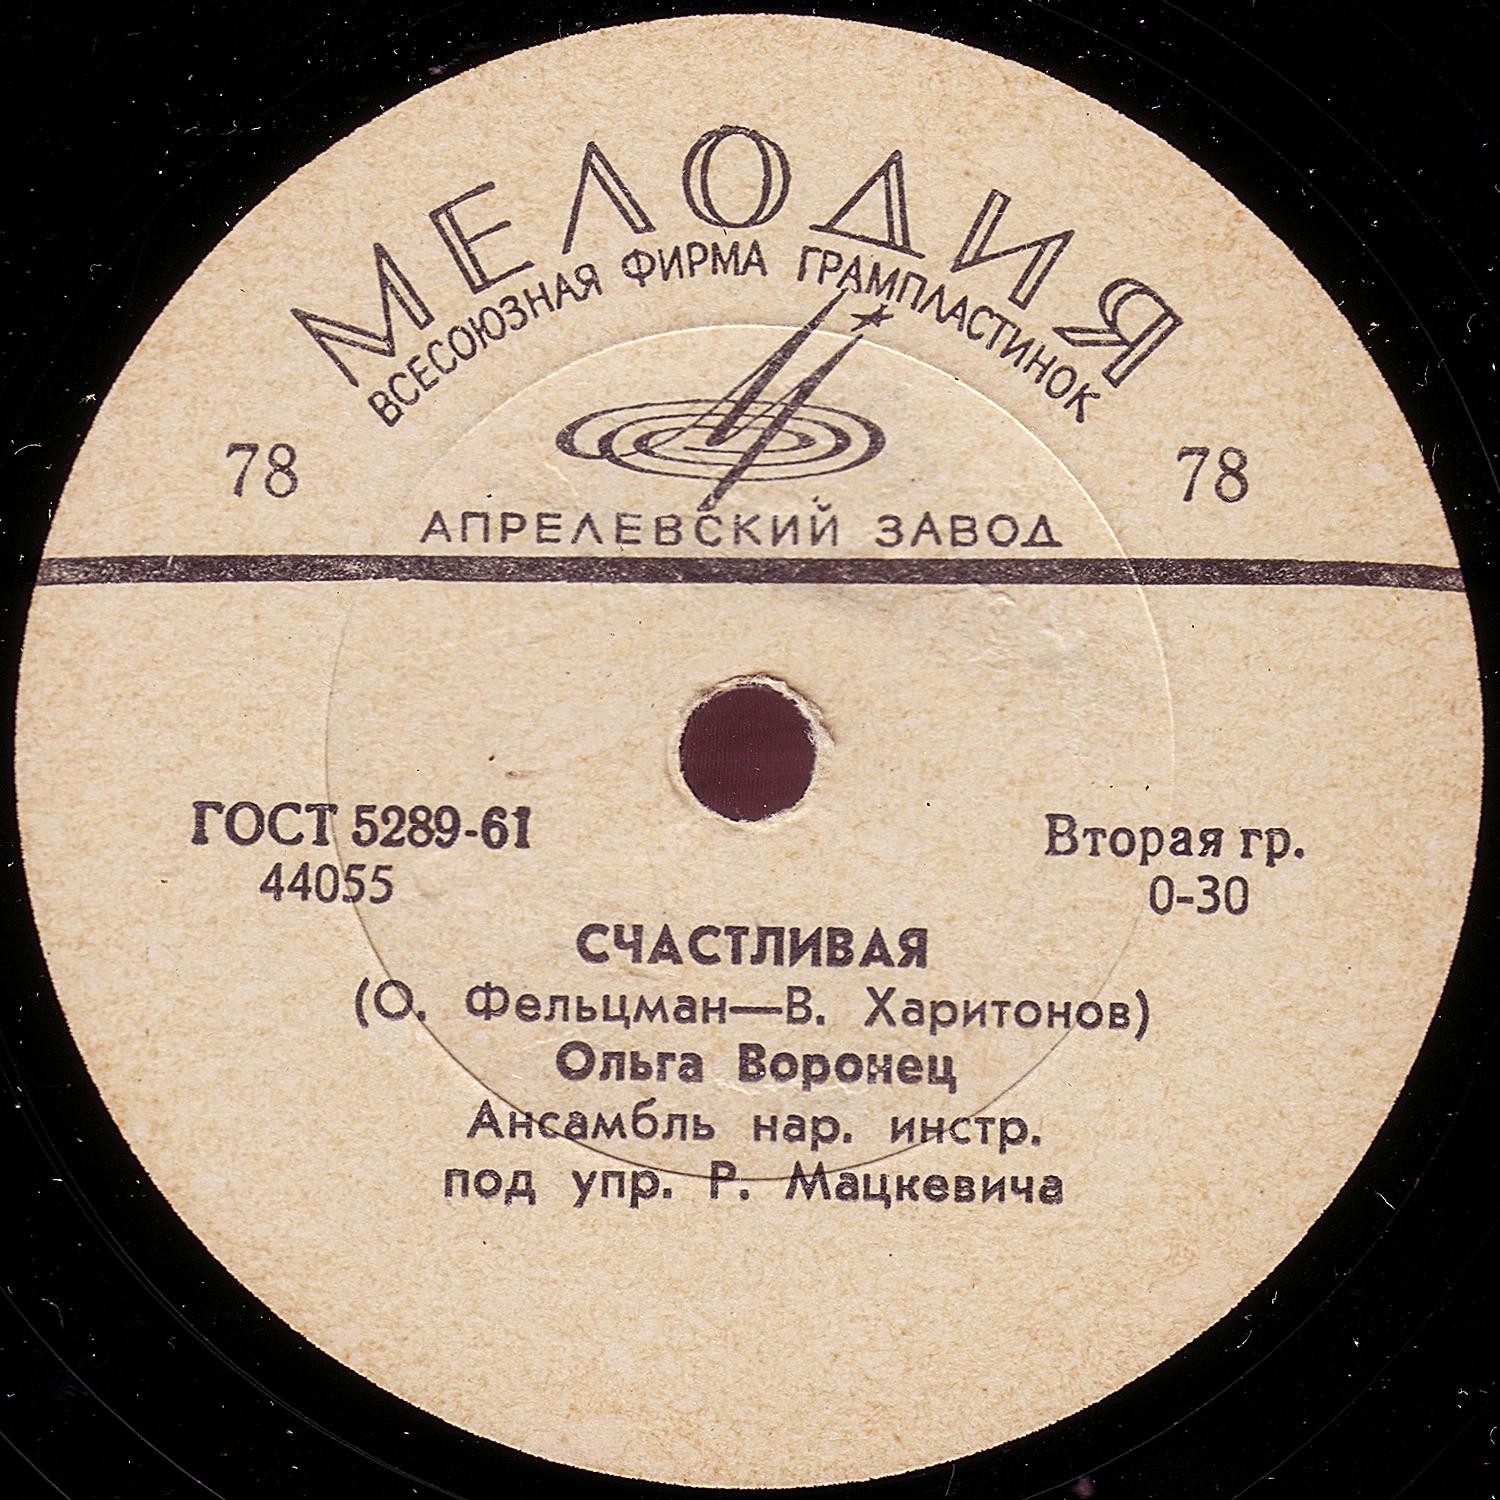 МЕЛОДИЯ
ВСЕСОЮЗНАЯ ФИРМА ГРАМПЛАСТИНОК
78 78
АПРЕЛЕВСКИЙ ЗАВОД
ГОСТ 5289-61 Вторая гр.
44055 0-30
СЧАСТЛИВАЯ
(О. Фельцман—В. Харитонов)
Ольга Воронец
Ансамбль нар. инстр.
под упр. Р. Мацкевича